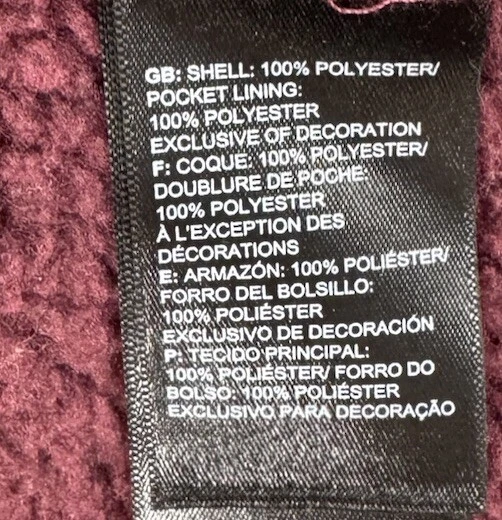 GB: SHELL: 100% POLYESTER/
POCKET LINING:
100% POLYESTER
EXCLUSIVE OF DECORATION
F: COQUE: 100% POLYESTER/
DOUBLURE DE POCHE:
100% POLYESTER
À L'EXCEPTION DES
DÉCORATIONS
E: ARMAZÓN: 100% POLIÉSTER/
FORRO DEL BOLSILLO:
100% POLIÉSTER
EXCLUSIVO DE DECORACIÓN
P: TECIDO PRINCIPAL:
100% POLIÉSTER/ FORRO DO
BOLSO: 100% POLIÉSTER
EXCLUSIVO PARA DECORAÇÃO